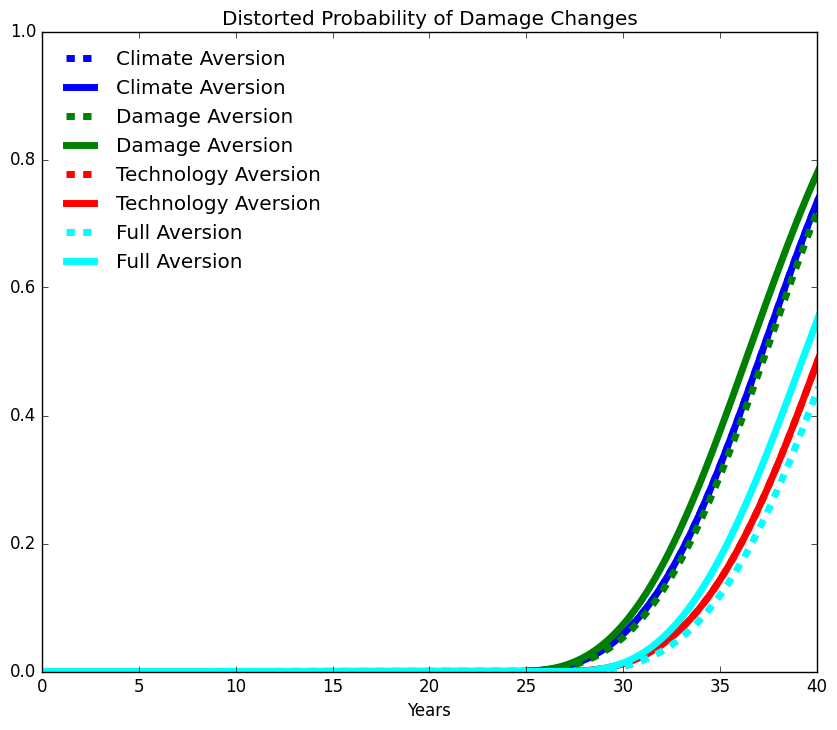 Distorted Probability of Damage Changes
1.0
Climate Aversion
Climate Aversion
Damage Aversion
Damage Aversion
Technology Aversion
Technology Aversion
Full Aversion
Full Aversion
0.8
0.6
0.4
0.2
0.0
0 5 10 15 20 25 30 35 40
Years